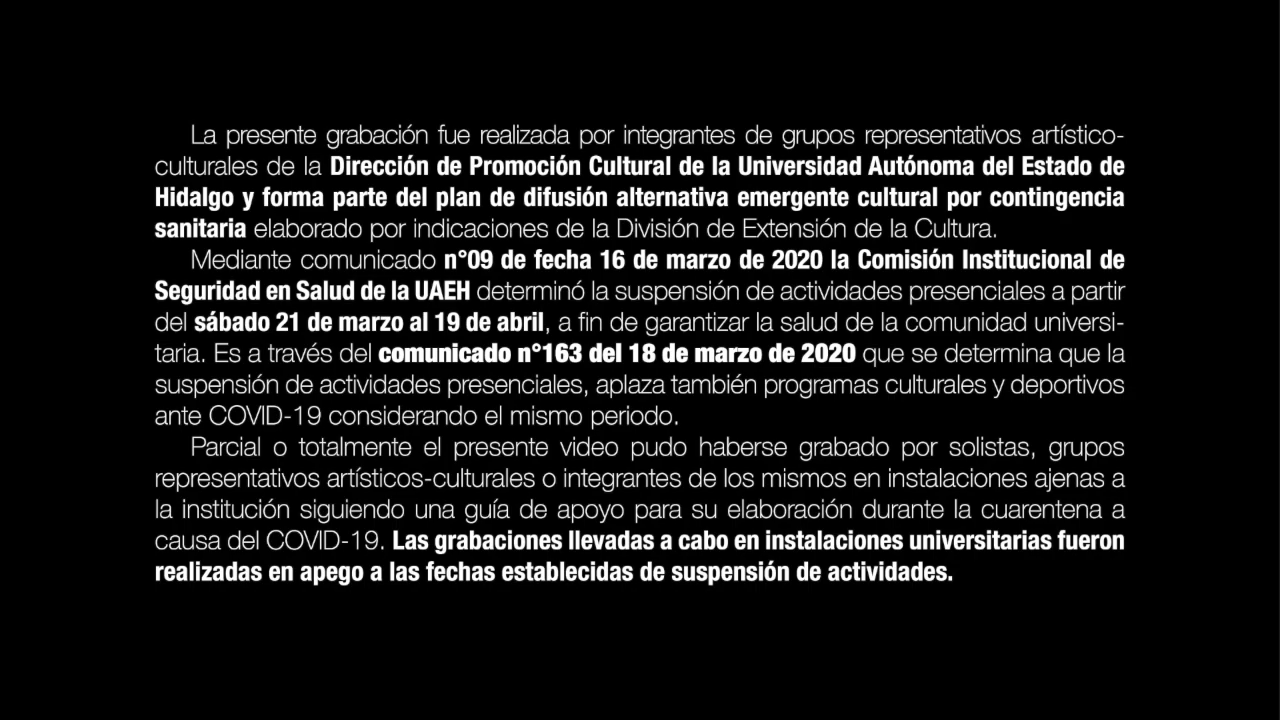 La presente grabación fue realizada por integrantes de grupos representativos artístico-
culturales de la Dirección de Promoción Cultural de la Universidad Autónoma del Estado de
Hidalgo y forma parte del plan de difusión alternativa emergente cultural por contingencia
sanitaria elaborado por indicaciones de la División de Extensión de la Cultura.
Mediante comunicado n°09 de fecha 16 de marzo de 2020 la Comisión Institucional de
Seguridad en Salud de la UAEH determinó la suspensión de actividades presenciales a partir
del sábado 21 de marzo al 19 de abril, a fin de garantizar la salud de la comunidad universi-
taria. Es a través del comunicado n°163 del 18 de marzo de 2020 que se determina que la
suspensión de actividades presenciales, aplaza también programas culturales y deportivos
ante COVID-19 considerando el mismo periodo.
Parcial o totalmente el presente video pudo haberse grabado por solistas, grupos
representativos artísticos-culturales o integrantes de los mismos en instalaciones ajenas a
la institución siguiendo una guía de apoyo para su elaboración durante la cuarentena a
causa del COVID-19. Las grabaciones llevadas a cabo en instalaciones universitarias fueron
realizadas en apego a las fechas establecidas de suspensión de actividades.